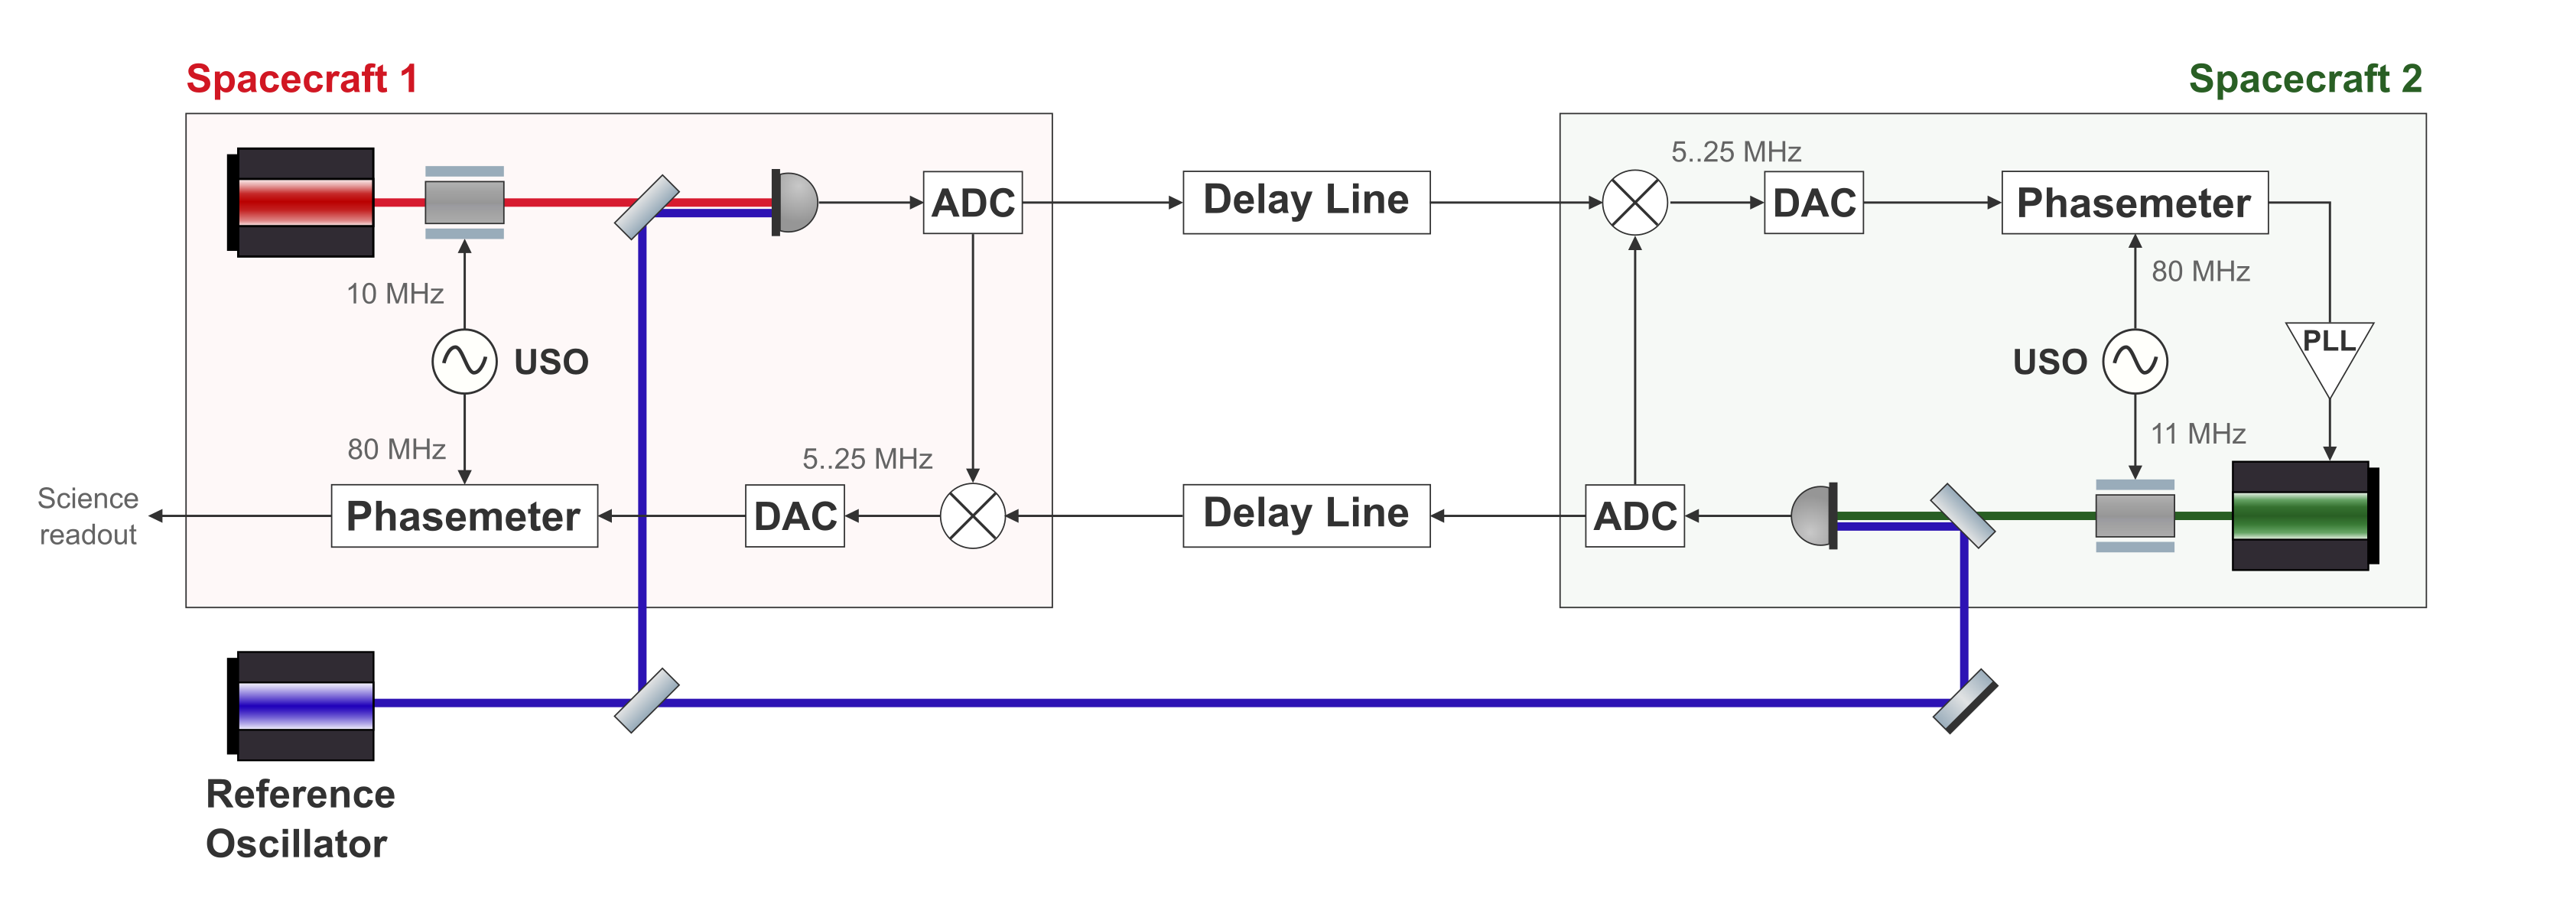 Spacecraft 1
Spacecraft 2
5..25 MHz
ADC
Delay Line
DAC
Phasemeter
10 MHz
80 MHz
USO
USO
PLL
80 MHz
5..25 MHz
11 MHz
Science
readout
Phasemeter
DAC
Delay Line
ADC
Reference
Oscillator